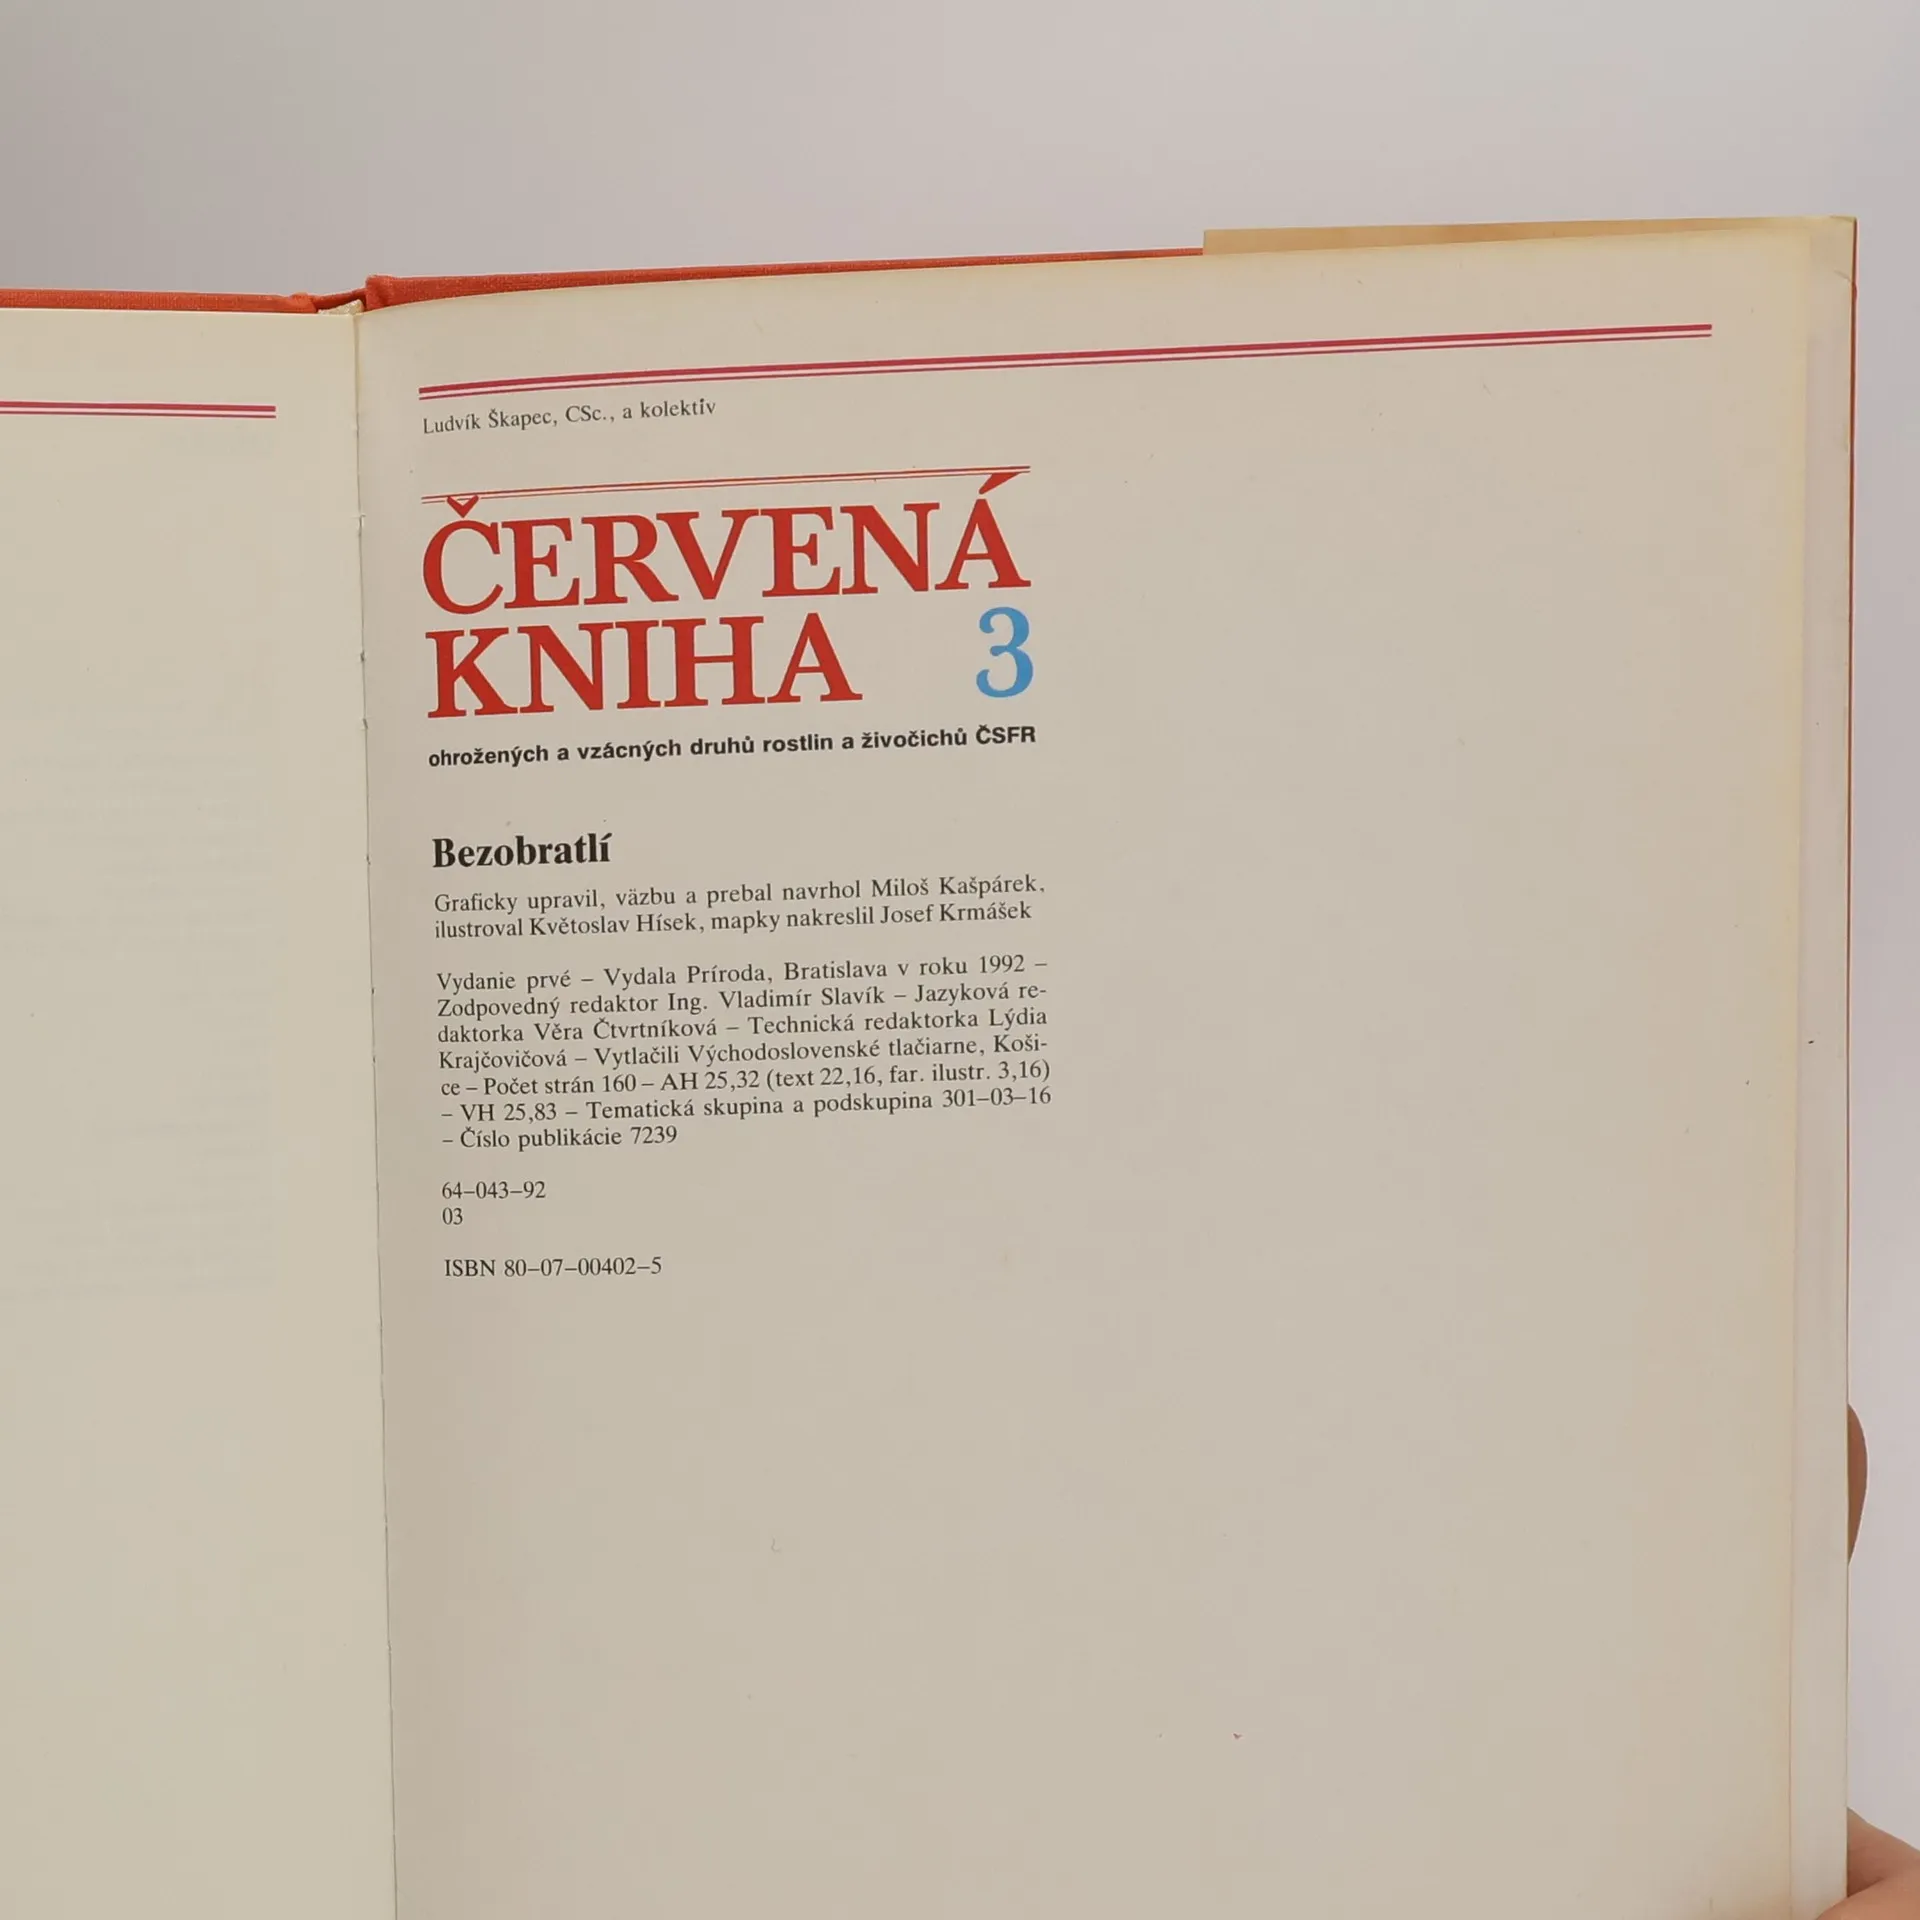 Ludvík Škapec, CSc., a kolektiv
ČERVENÁ
KNIHA 3
ohrožených a vzácných druhů rostlin a živočichů ČSFR
Bezobratlí
Graficky upravil, väzbu a prebal navrhol Miloš Kašpárek,
ilustroval Květoslav Hísek, mapky nakreslil Josef Krmášek
Vydanie prvé – Vydala Príroda, Bratislava v roku 1992 –
Zodpovedný redaktor Ing. Vladimír Slavík – Jazyková re-
daktorka Věra Čtvrtníková – Technická redaktorka Lýdia
Krajčovičová – Vytlačili Východoslovenské tlačiarne, Koši-
ce – Počet strán 160 – AH 25,32 (text 22,16, far. ilustr. 3,16)
– VH 25,83 – Tematická skupina a podskupina 301–03–16
– Číslo publikácie 7239
64–043–92
03
ISBN 80–07–00402–5